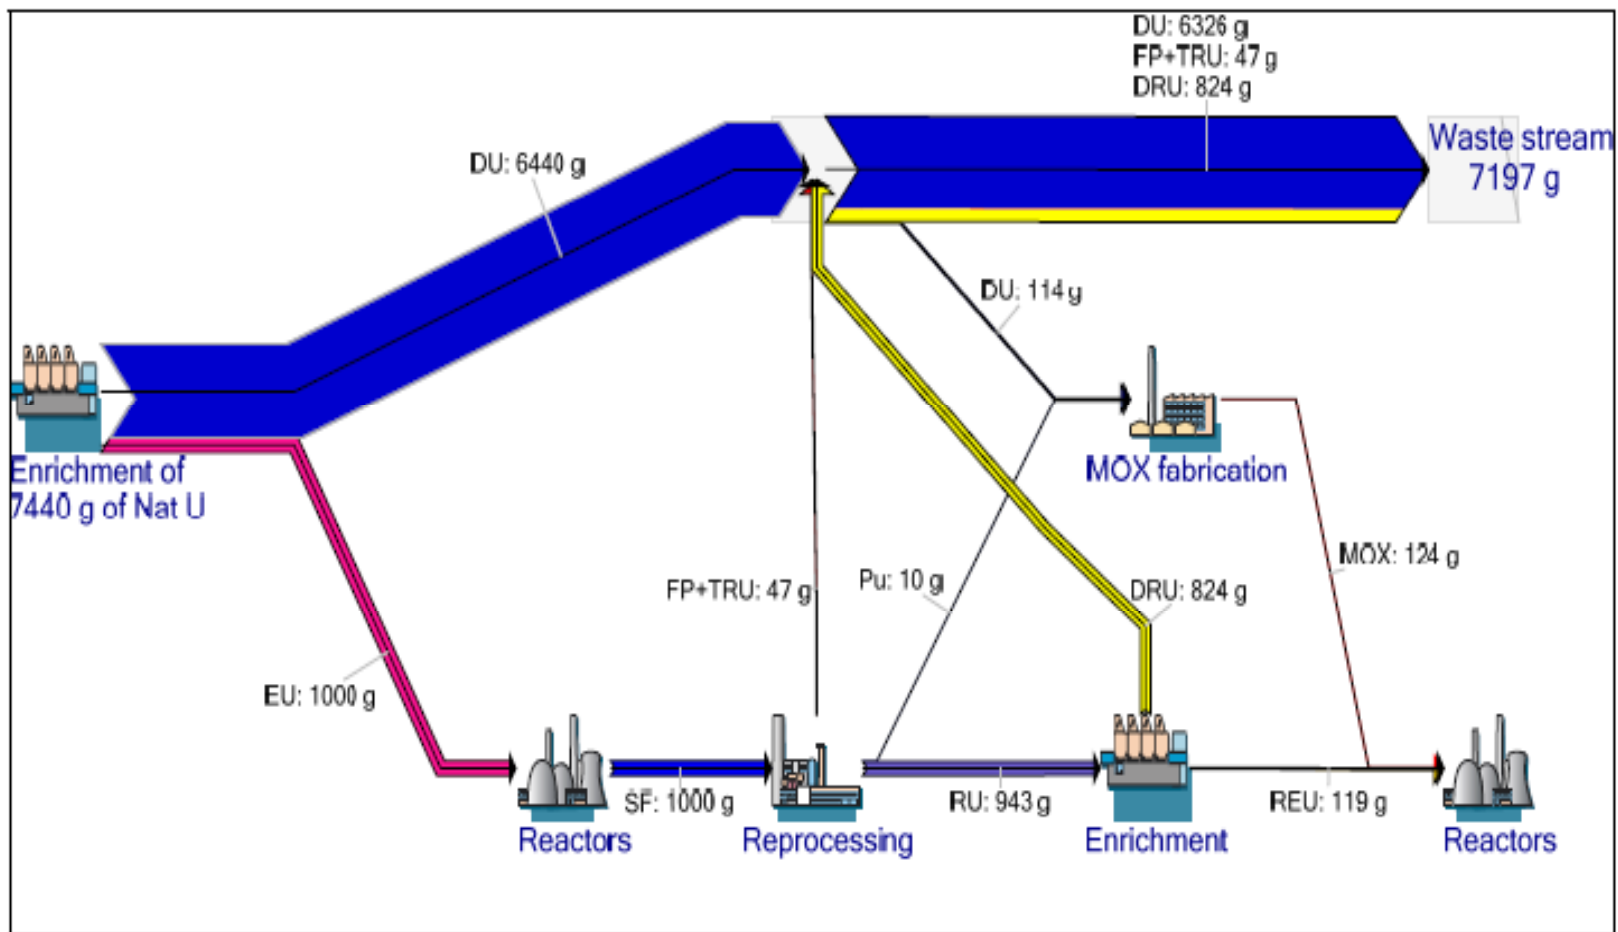 DU: 6326 g
FP+TRU: 47 g
DRU: 824 g
Waste stream
7197 g
DU: 6440 g
DU: 114 g
Enrichment of
7440 g of Nat U
MOX fabrication
MOX: 124 g
FP+TRU: 47 g
Pu: 10 g
DRU: 824 g
EU: 1000 g
SF: 1000 g
RU: 943 g
REU: 119 g
Reactors
Reprocessing
Enrichment
Reactors